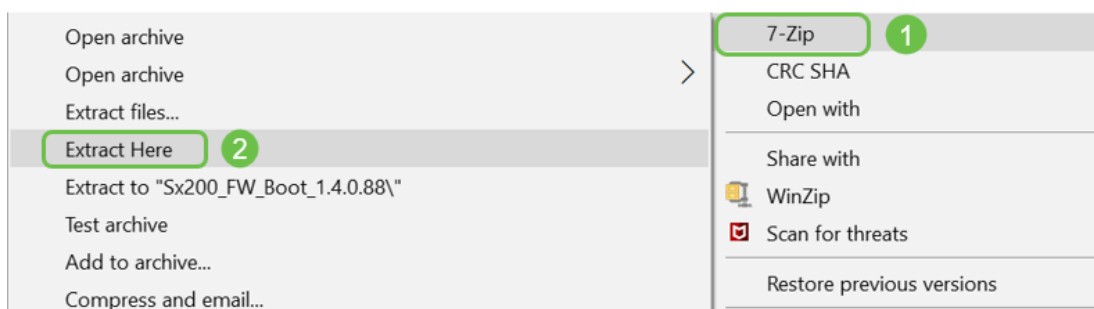 Open archive
Open archive
Extract files...
Extract Here
2
Extract to "Sx200_FW_Boot_1.4.0.88\"
Test archive
Add to archive...
Compress and email...
7-Zip
1
CRC SHA
Open with
Share with
WinZip
Scan for threats
Restore previous versions